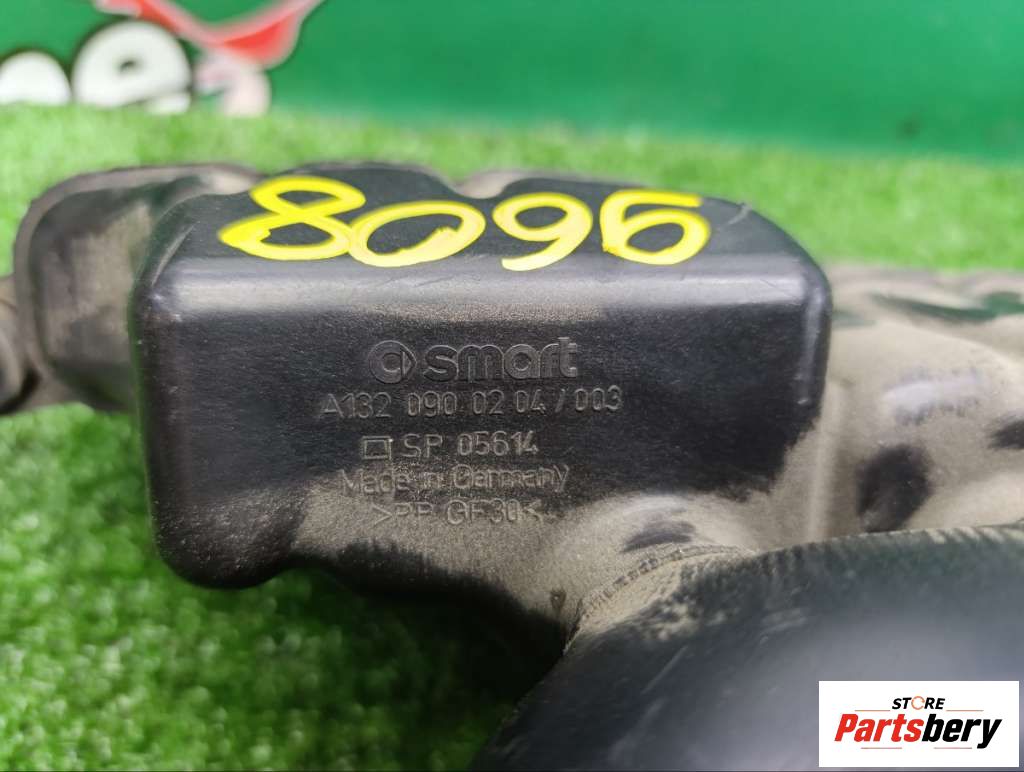 8096
smart
A132 090 02 04 / 003
SP 05614
Made in Germany
>PP GF30<
STORE
Partsbery